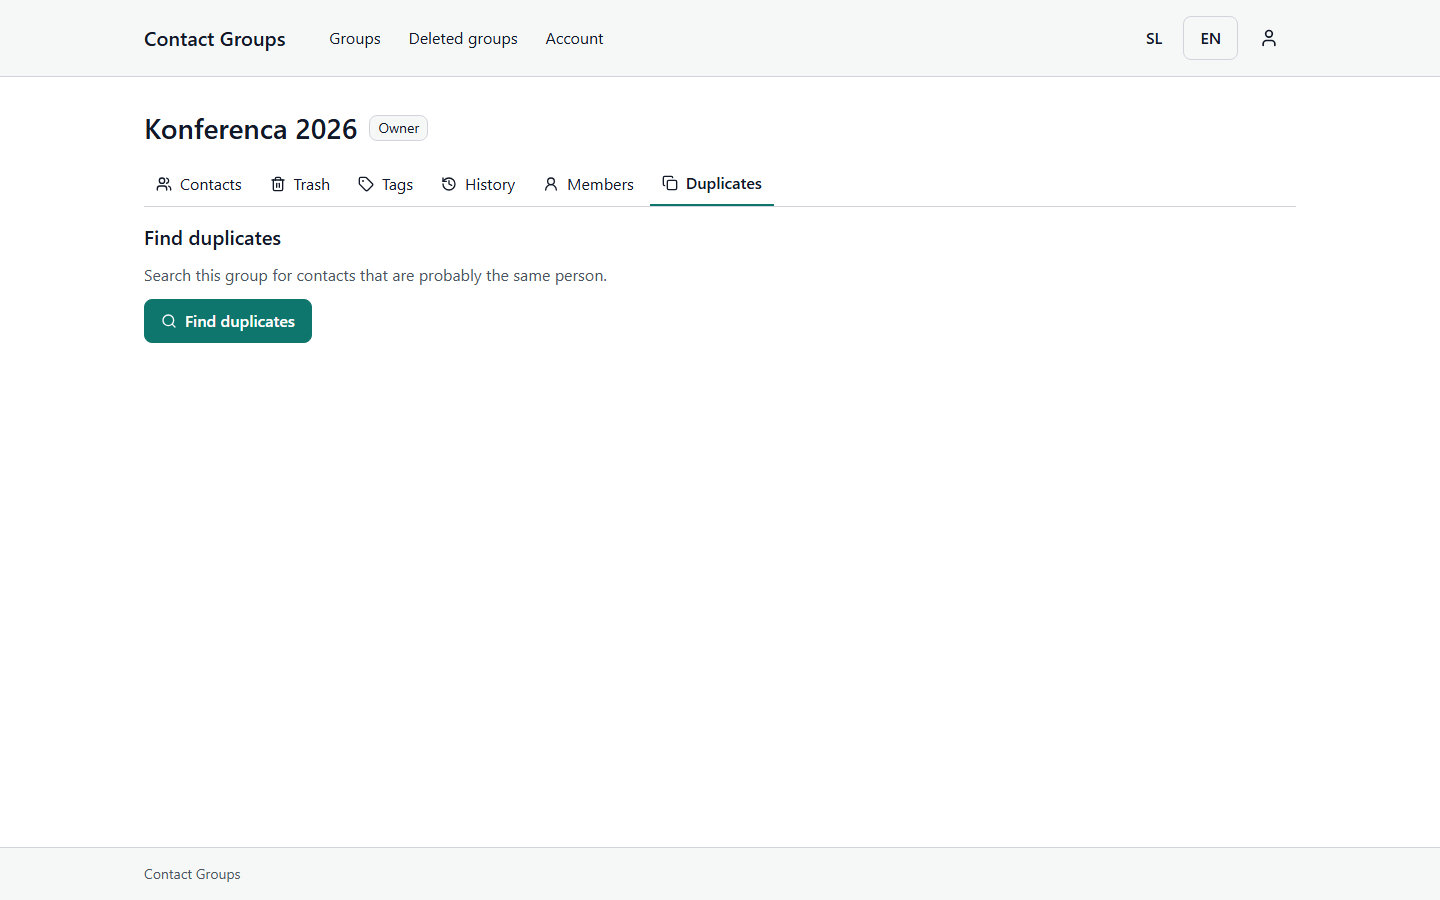 Contact Groups Groups Deleted groups Account SL EN
Konferenca 2026 Owner
Contacts Trash Tags History Members Duplicates
Find duplicates
Search this group for contacts that are probably the same person.
Find duplicates
Contact Groups